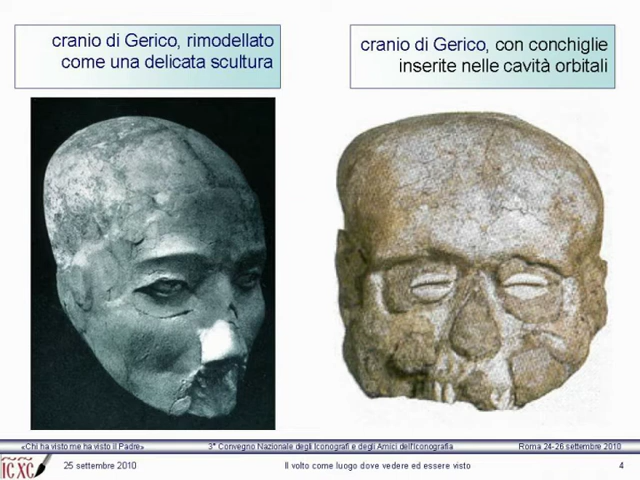 cranio di Gerico, rimodellato
come una delicata scultura
cranio di Gerico, con conchiglie
inserite nelle cavità orbitali
«Chi ha visto me ha visto il Padre» 3° Convegno Nazionale degli Iconografi e degli Amici dell'Iconografia Roma 24-26 settembre 2010
IC XC 25 settembre 2010 Il volto come luogo dove vedere ed essere visto 4